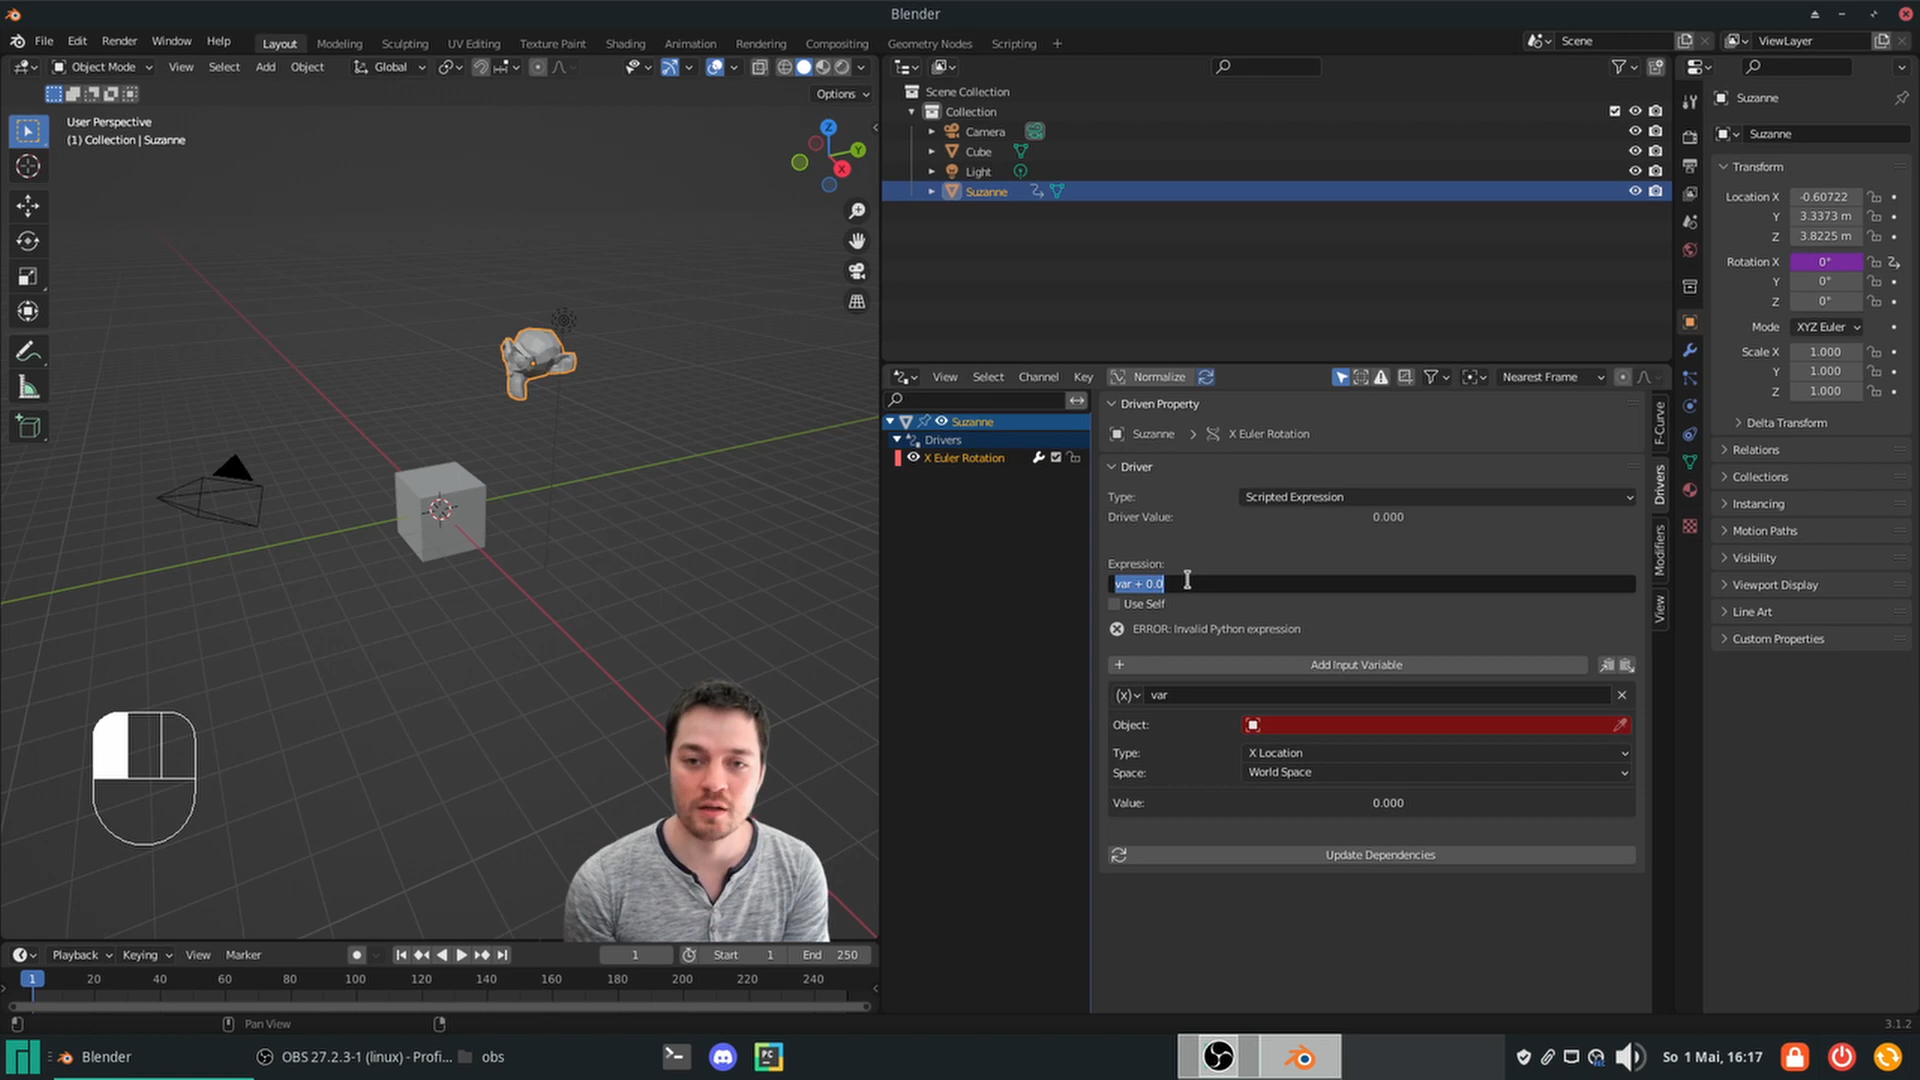 Blender
File Edit Render Window Help
Layout Modeling Sculpting UV Editing Texture Paint Shading Animation Rendering Compositing Geometry Nodes Scripting +
Scene
ViewLayer
Object Mode View Select Add Object Global
Options
User Perspective
(1) Collection | Suzanne
Z
Y
X
Scene Collection
Collection
Camera
Cube
Light
Suzanne
View Select Channel Key Normalize Nearest Frame
Suzanne
Drivers
X Euler Rotation
Driven Property
Suzanne X Euler Rotation
Driver
Type: Scripted Expression
Driver Value: 0.000
Expression:
var + 0.0
Use Self
ERROR: Invalid Python expression
+ Add Input Variable
(x) var
Object:
Type: X Location
Space: World Space
Value: 0.000
Update Dependencies
F-Curve
Drivers
Modifiers
View
Suzanne
Suzanne
Transform
Location X -0.60722
Y 3.3373 m
Z 3.8225 m
Rotation X 0°
Y 0°
Z 0°
Mode XYZ Euler
Scale X 1.000
Y 1.000
Z 1.000
Delta Transform
Relations
Collections
Instancing
Motion Paths
Visibility
Viewport Display
Line Art
Custom Properties
Playback Keying View Marker 1 Start 1 End 250
1 20 40 60 80 100 120 140 160 180 200 220 240
Pan View
3.1.2
Blender
OBS 27.2.3-1 (linux) - Profi...
obs
PC
So 1 Mai, 16:17